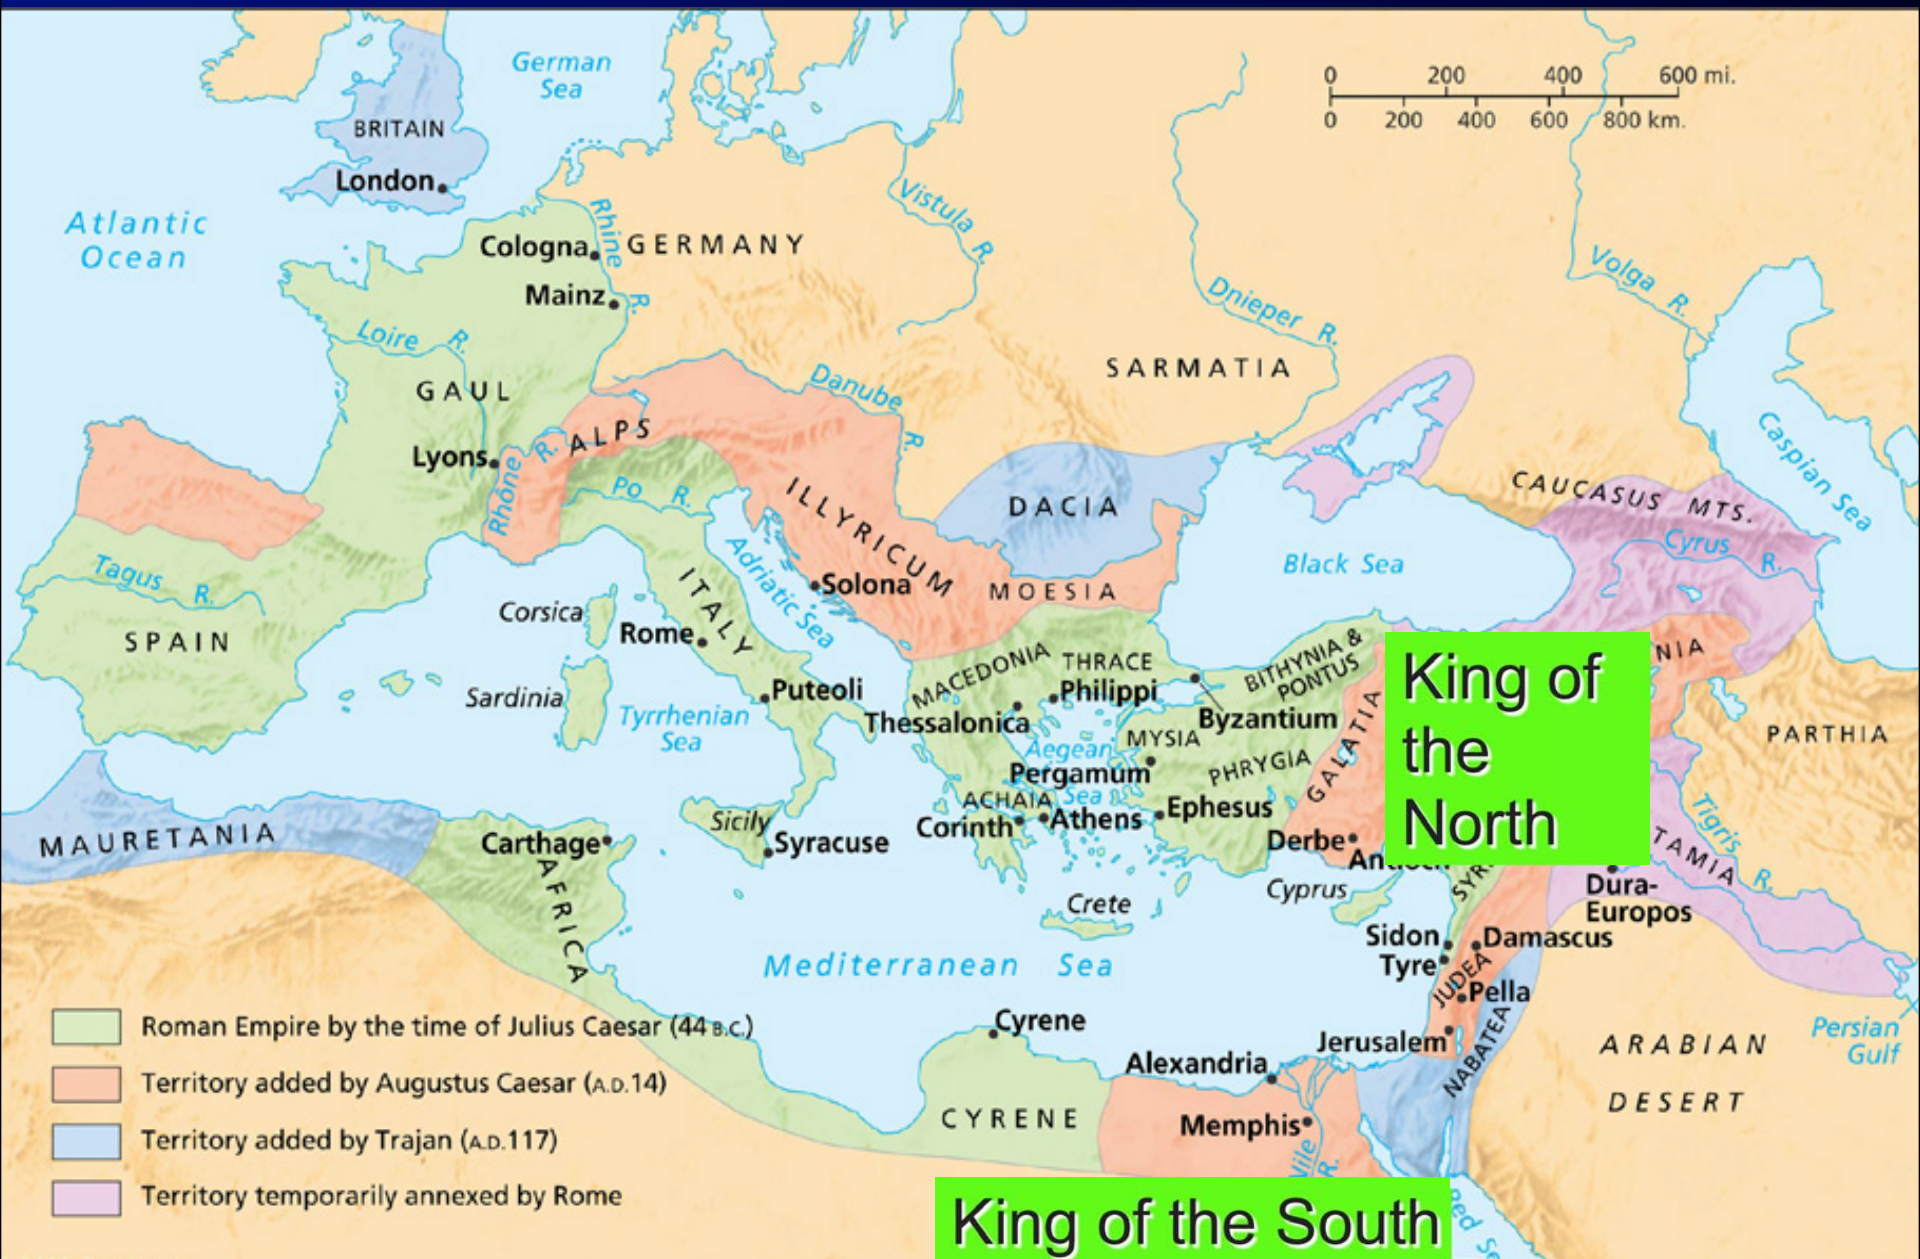 German
Sea
0 200 400 600 mi.
0 200 400 600 800 km.
BRITAIN
London
Atlantic
Ocean
Rhine R.
Vistula R.
Cologna
GERMANY
Mainz
Dnieper R.
Volga R.
Loire R.
GAUL
SARMATIA
Danube R.
Caspian Sea
ALPS
Lyons
Rhône R.
Po R.
ILLYRICUM
DACIA
CAUCASUS MTS.
Cyrus R.
Black Sea
Tagus R.
Adriatic Sea
Solona
MOESIA
Corsica
ITALY
Rome
SPAIN
MACEDONIA
THRACE
BITHYNIA &
PONTUS
King of
the
North
NIA
Sardinia
Tyrrhenian
Sea
Puteoli
Philippi
Thessalonica
Byzantium
PARTHIA
Aegean
Sea
MYSIA
Pergamum
PHRYGIA
GALATIA
ACHAIA
Ephesus
Corinth
Athens
MAURETANIA
Carthage
AFRICA
Sicily
Syracuse
Derbe
TAMIA
Tigris R.
Cyprus
Crete
SYR
Dura-
Europos
Sidon
Damascus
Tyre
JUDEA
Pella
Mediterranean Sea
Cyrene
Jerusalem
NABATEA
ARABIAN
DESERT
Persian
Gulf
Alexandria
CYRENE
Memphis
Roman Empire by the time of Julius Caesar (44 B.C.)
Territory added by Augustus Caesar (A.D.14)
Territory added by Trajan (A.D.117)
Territory temporarily annexed by Rome
King of the South